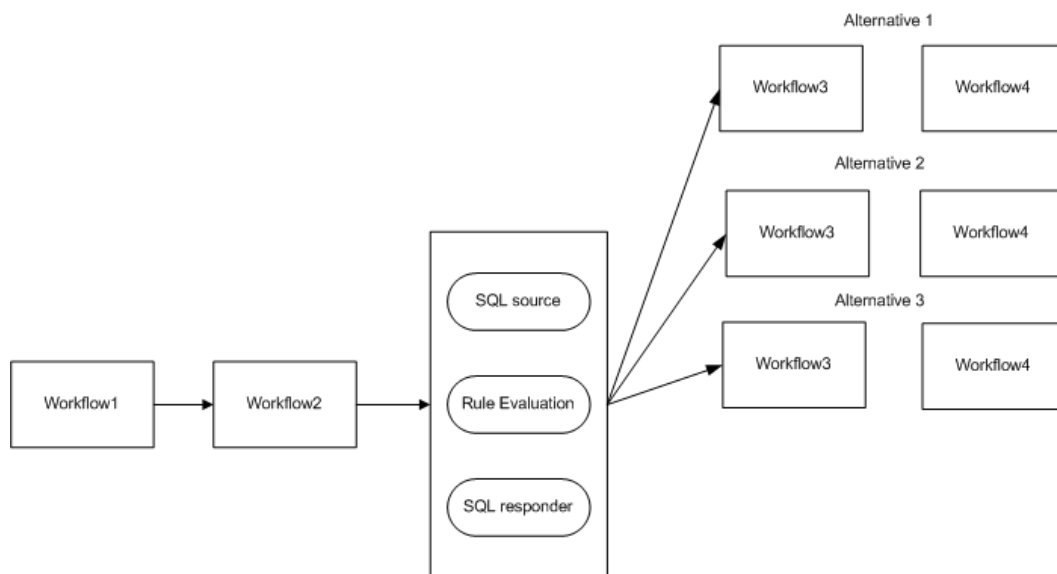 Alternative 1
Workflow3
Workflow4
Alternative 2
Workflow3
Workflow4
SQL source
Alternative 3
Workflow3
Workflow4
Workflow1
Workflow2
Rule Evaluation
SQL responder